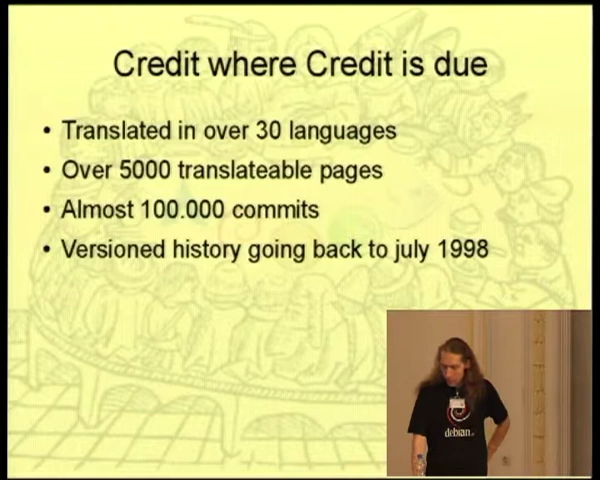 Credit where Credit is due
• Translated in over 30 languages
• Over 5000 translateable pages
• Almost 100.000 commits
• Versioned history going back to july 1998
debian